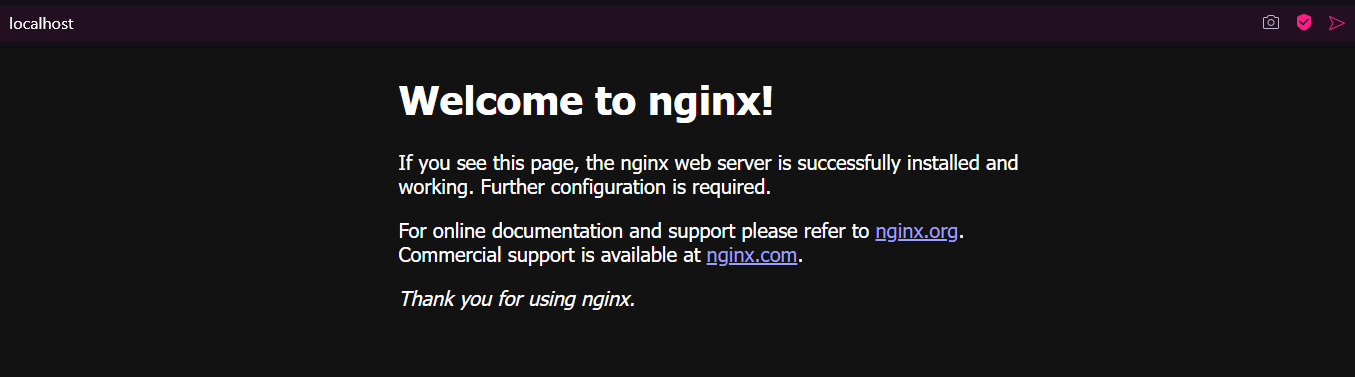 localhost
Welcome to nginx!
If you see this page, the nginx web server is successfully installed and
working. Further configuration is required.
For online documentation and support please refer to nginx.org.
Commercial support is available at nginx.com.
Thank you for using nginx.